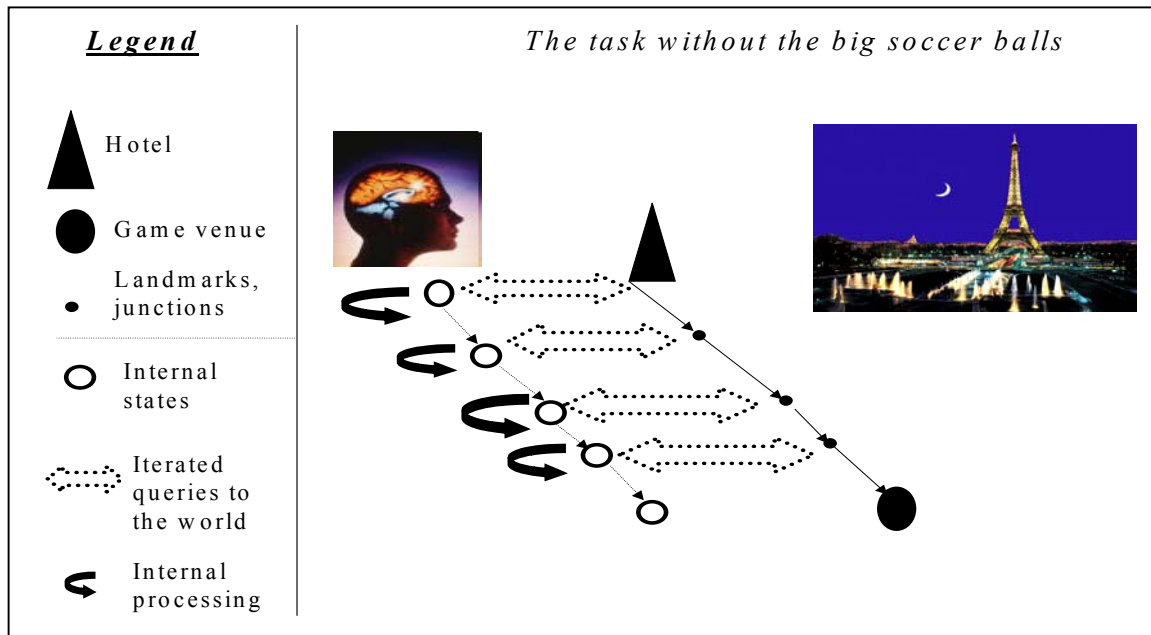 Legend
The task without the big soccer balls
Hotel
Game venue
Landmarks,
junctions
Internal
states
Iterated
queries to
the world
Internal
processing